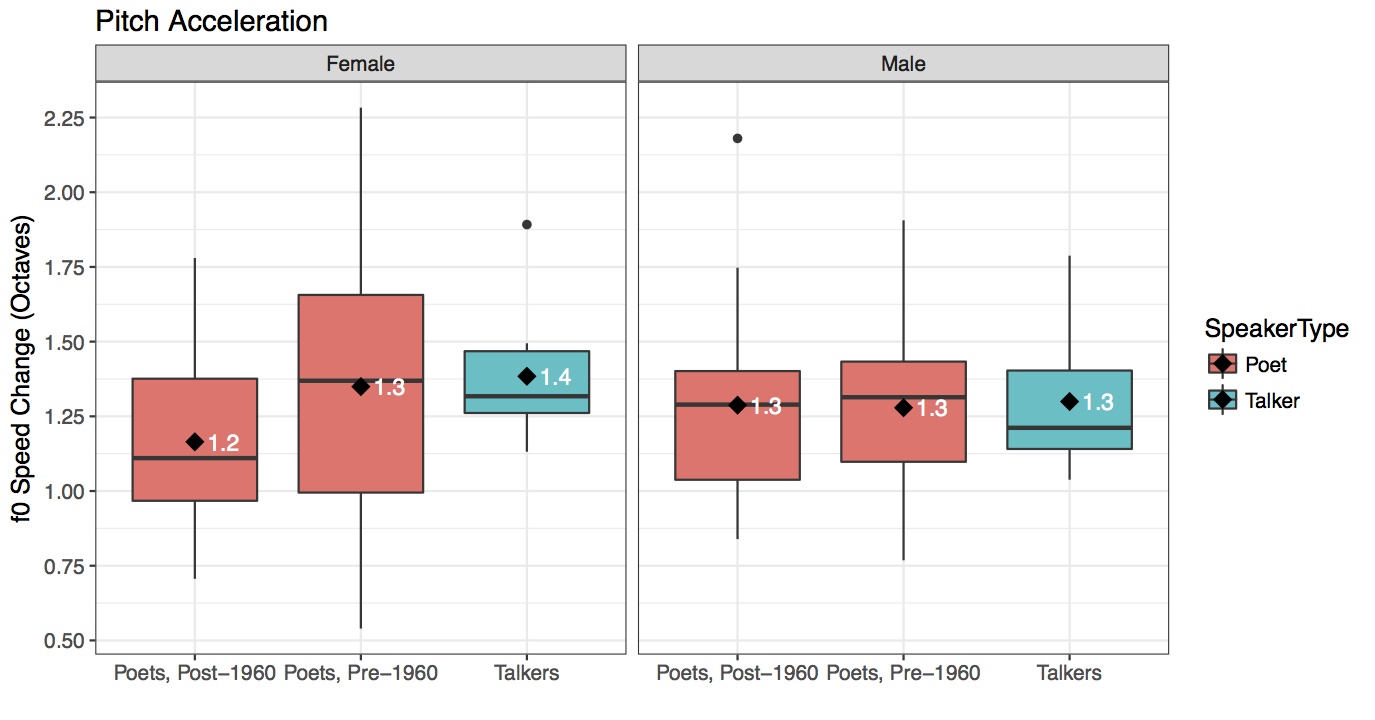 Pitch Acceleration
Female
Male
f0 Speed Change (Octaves)
2.25
2.00
1.75
1.50
1.25
1.00
0.75
0.50
1.2
1.3
1.4
1.3
1.3
1.3
Poets, Post−1960
Poets, Pre−1960
Talkers
Poets, Post−1960
Poets, Pre−1960
Talkers
SpeakerType
Poet
Talker